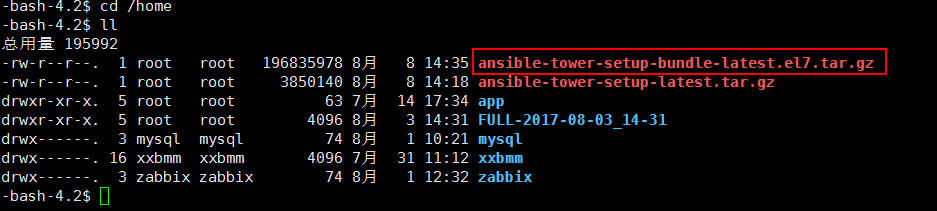 -bash-4.2$ cd /home
-bash-4.2$ ll
总用量 195992
-rw-r--r--. 1 root root 196835978 8月 8 14:35 ansible-tower-setup-bundle-latest.el7.tar.gz
-rw-r--r--. 1 root root 3850140 8月 8 14:18 ansible-tower-setup-latest.tar.gz
drwxr-xr-x. 5 root root 63 7月 14 17:34 app
drwxr-xr-x. 5 root root 4096 8月 3 14:31 FULL-2017-08-03_14-31
drwx------. 3 mysql mysql 74 8月 1 10:21 mysql
drwx------. 16 xxbmm xxbmm 4096 7月 31 11:12 xxbmm
drwx------. 3 zabbix zabbix 74 8月 1 12:32 zabbix
-bash-4.2$